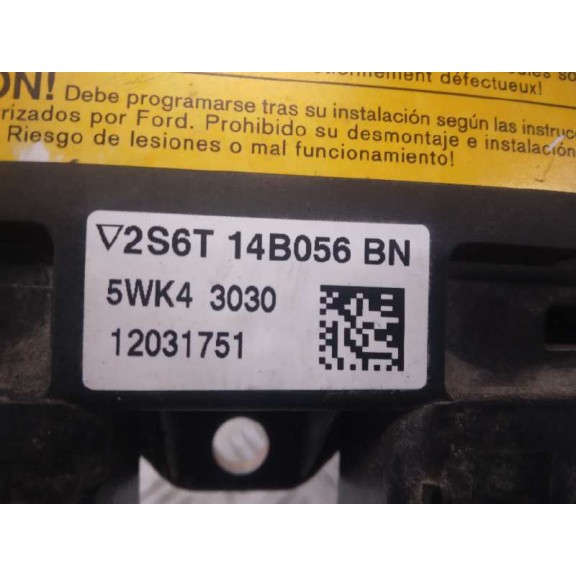 défectueux!
ON! Debe programarse tras su instalación según las instruc
rizados por Ford. Prohibido su desmontaje e instalación
Riesgo de lesiones o mal funcionamiento!
▽2S6T 14B056 BN
5WK4 3030
12031751